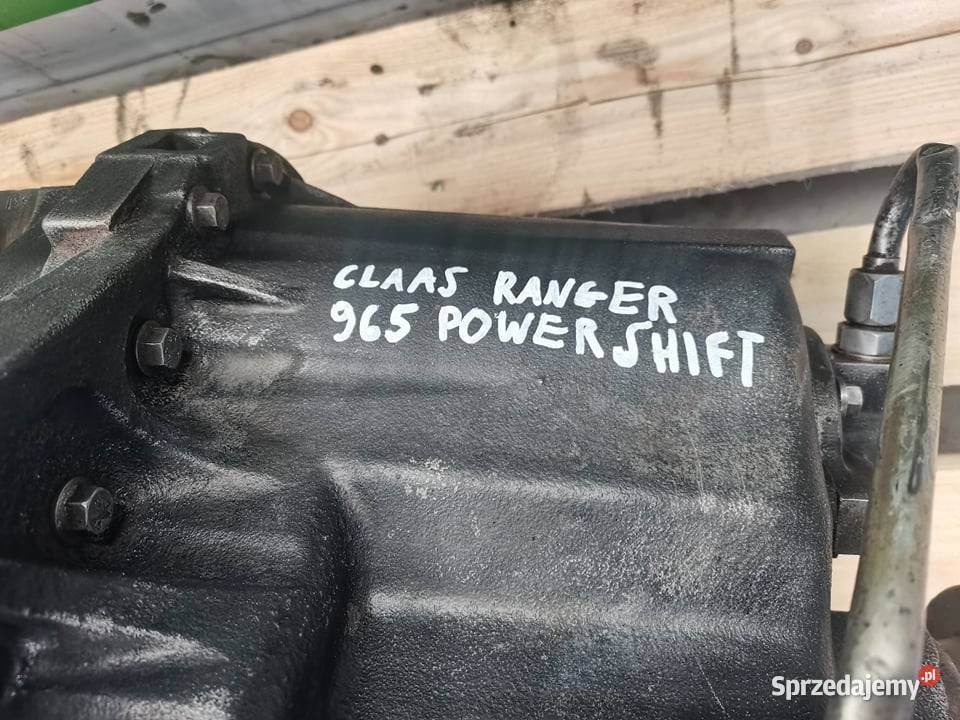 CLAAS RANGER
965 POWERSHIFT
Sprzedajemy.pl